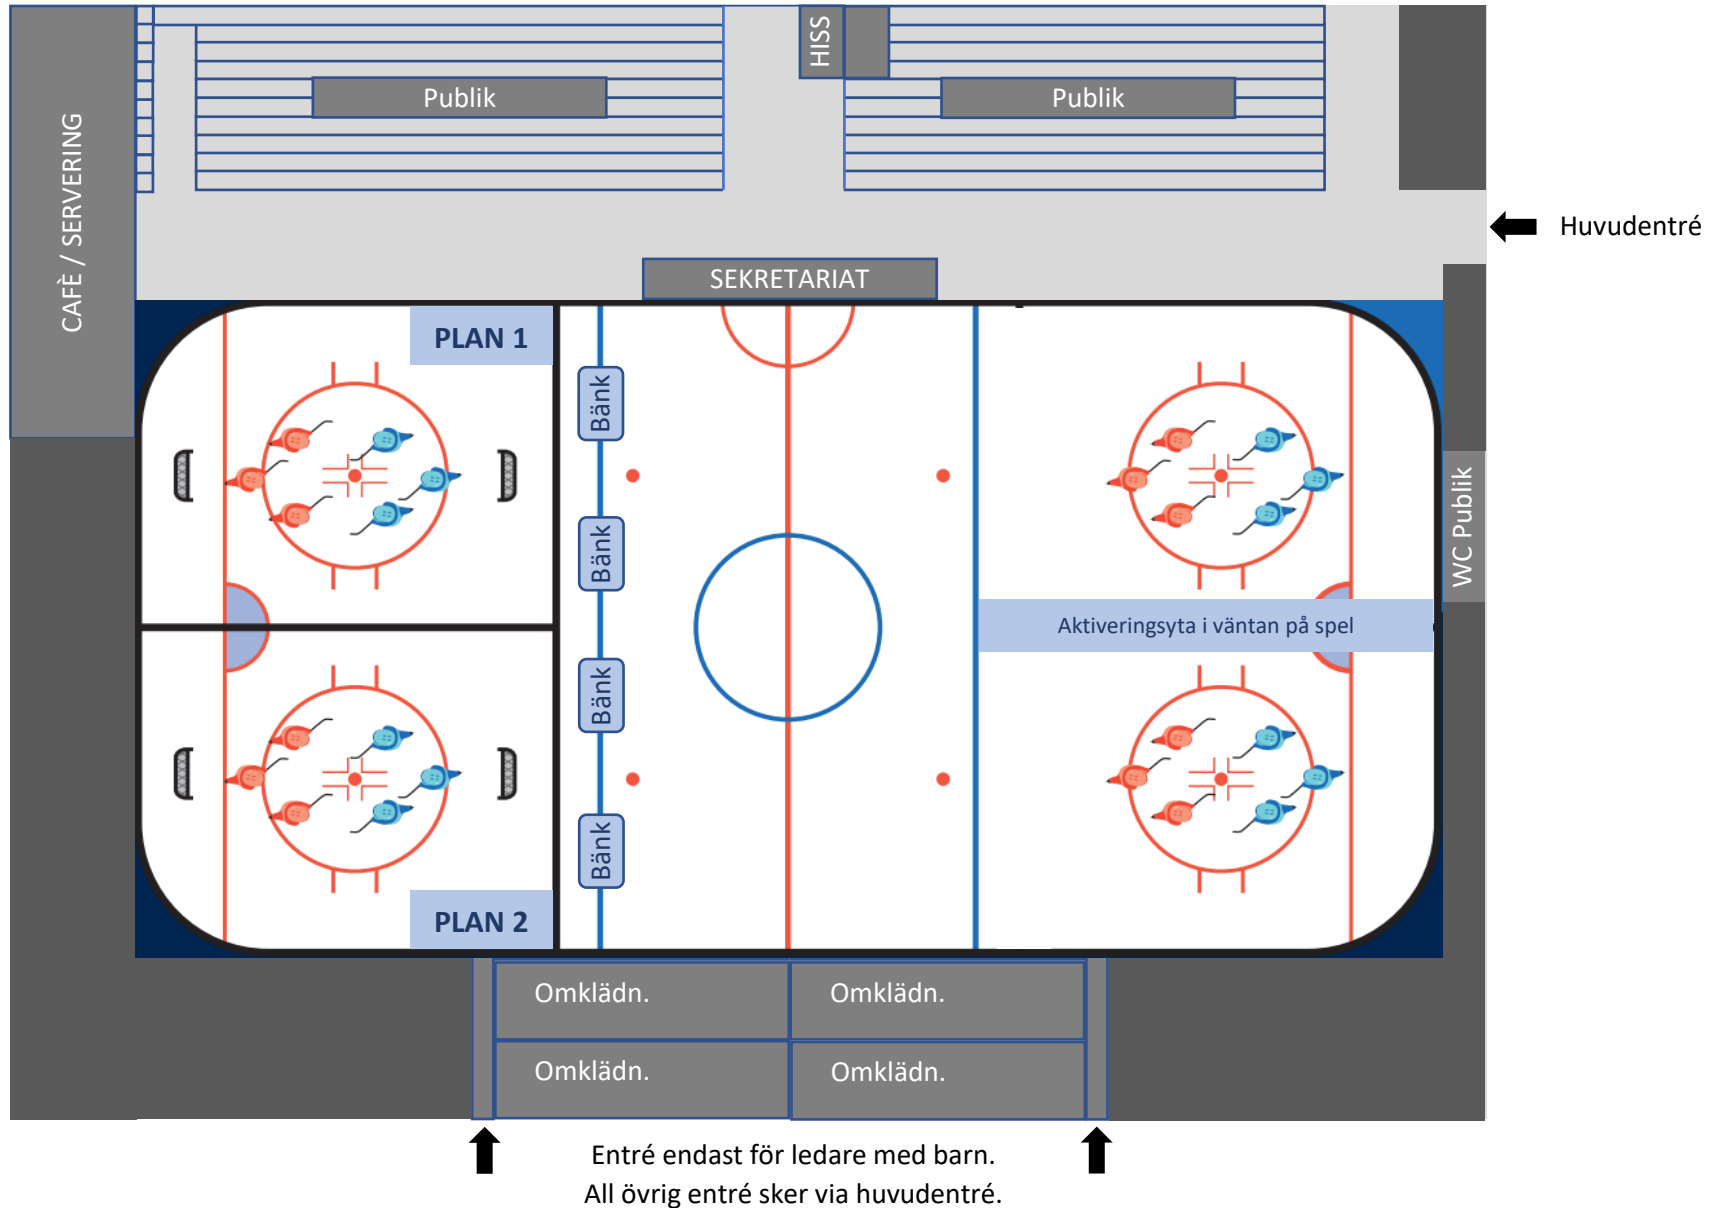 HISS
Publik
Publik
CAFÈ / SERVERING
Huvudentré
SEKRETARIAT
PLAN 1
Bänk
Bänk
WC Publik
Aktiveringsyta i väntan på spel
Bänk
Bänk
PLAN 2
Omklädn.
Omklädn.
Omklädn.
Omklädn.
Entré endast för ledare med barn.
All övrig entré sker via huvudentré.